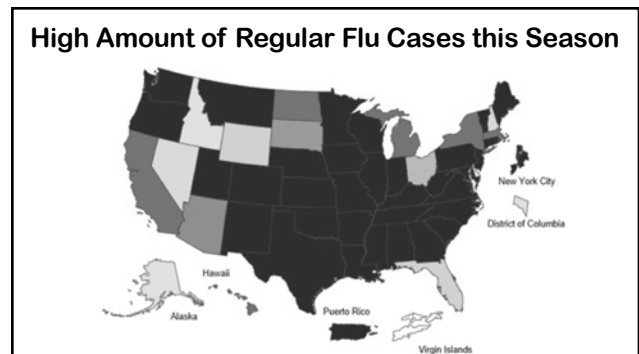 High Amount of Regular Flu Cases this Season
New York City
District of Columbia
Hawaii
Alaska
Puerto Rico
Virgin Islands